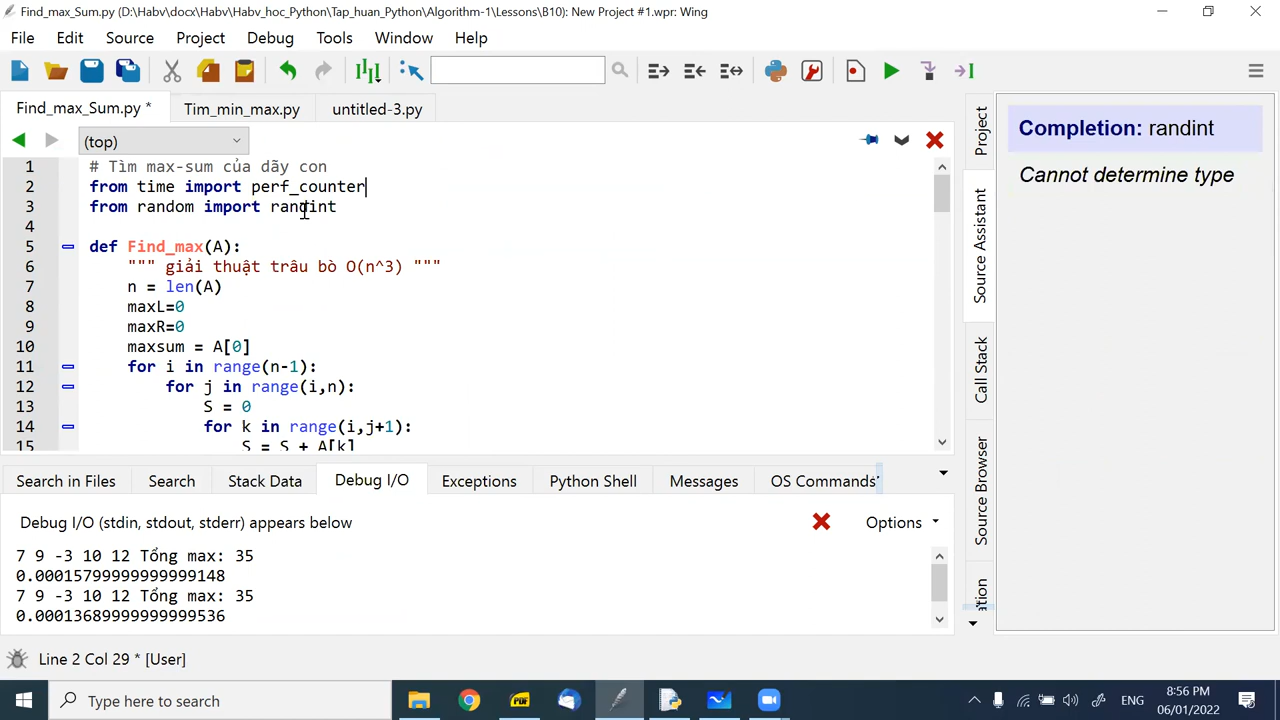 Find_max_Sum.py (D:\Habv\docx\Habv\Habv_hoc_Python\Tap_huan_Python\Algorithm-1\Lessons\B10): New Project #1.wpr: Wing
File Edit Source Project Debug Tools Window Help
Find_max_Sum.py * Tim_min_max.py untitled-3.py
(top)
1 # Tìm max-sum của dãy con
2 from time import perf_counter
3 from random import randint
4
5 def Find_max(A):
6 """ giải thuật trâu bò O(n^3) """
7 n = len(A)
8 maxL=0
9 maxR=0
10 maxsum = A[0]
11 for i in range(n-1):
12 for j in range(i,n):
13 S = 0
14 for k in range(i,j+1):
15 S = S + A[k]
Completion: randint
Cannot determine type
Project
Source Assistant
Call Stack
Source Browser
Search in Files Search Stack Data Debug I/O Exceptions Python Shell Messages OS Commands
Debug I/O (stdin, stdout, stderr) appears below
Options
7 9 -3 10 12 Tổng max: 35
0.00015799999999999148
7 9 -3 10 12 Tổng max: 35
0.00013689999999999536
Line 2 Col 29 * [User]
Type here to search
PDF
ENG
8:56 PM
06/01/2022